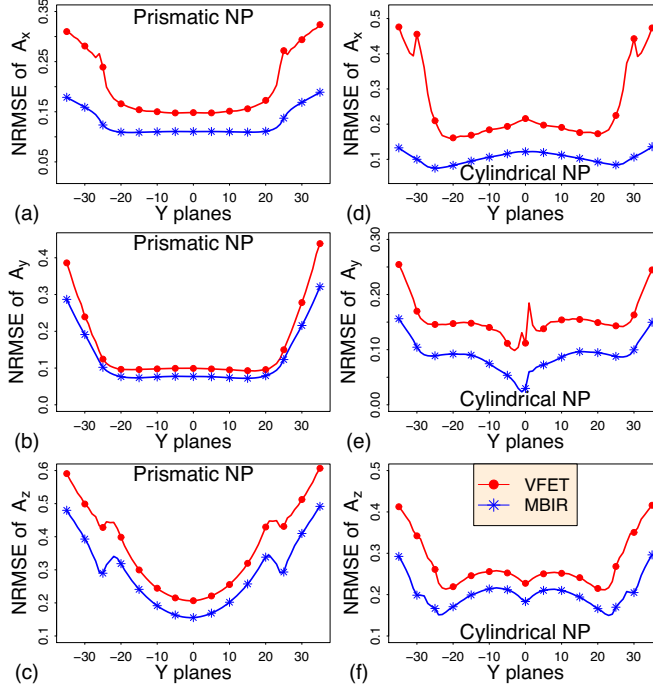 Prismatic NP
NRMSE of A_x
0.05 0.15 0.25 0.35
−30 −20 −10 0 10 20 30
(a) Y planes
NRMSE of A_x
0.1 0.2 0.3 0.4 0.5
Cylindrical NP
−30 −20 −10 0 10 20 30
(d) Y planes
Prismatic NP
NRMSE of A_y
0.0 0.1 0.2 0.3 0.4
−30 −20 −10 0 10 20 30
(b) Y planes
NRMSE of A_y
0.00 0.10 0.20 0.30
Cylindrical NP
−30 −20 −10 0 10 20 30
(e) Y planes
Prismatic NP
NRMSE of A_z
0.1 0.2 0.3 0.4 0.5 0.6
−30 −20 −10 0 10 20 30
(c) Y planes
VFET
MBIR
NRMSE of A_z
0.1 0.2 0.3 0.4 0.5
Cylindrical NP
−30 −20 −10 0 10 20 30
(f) Y planes